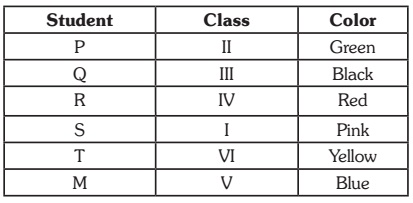 Student Class Color
P II Green
Q III Black
R IV Red
S I Pink
T VI Yellow
M V Blue